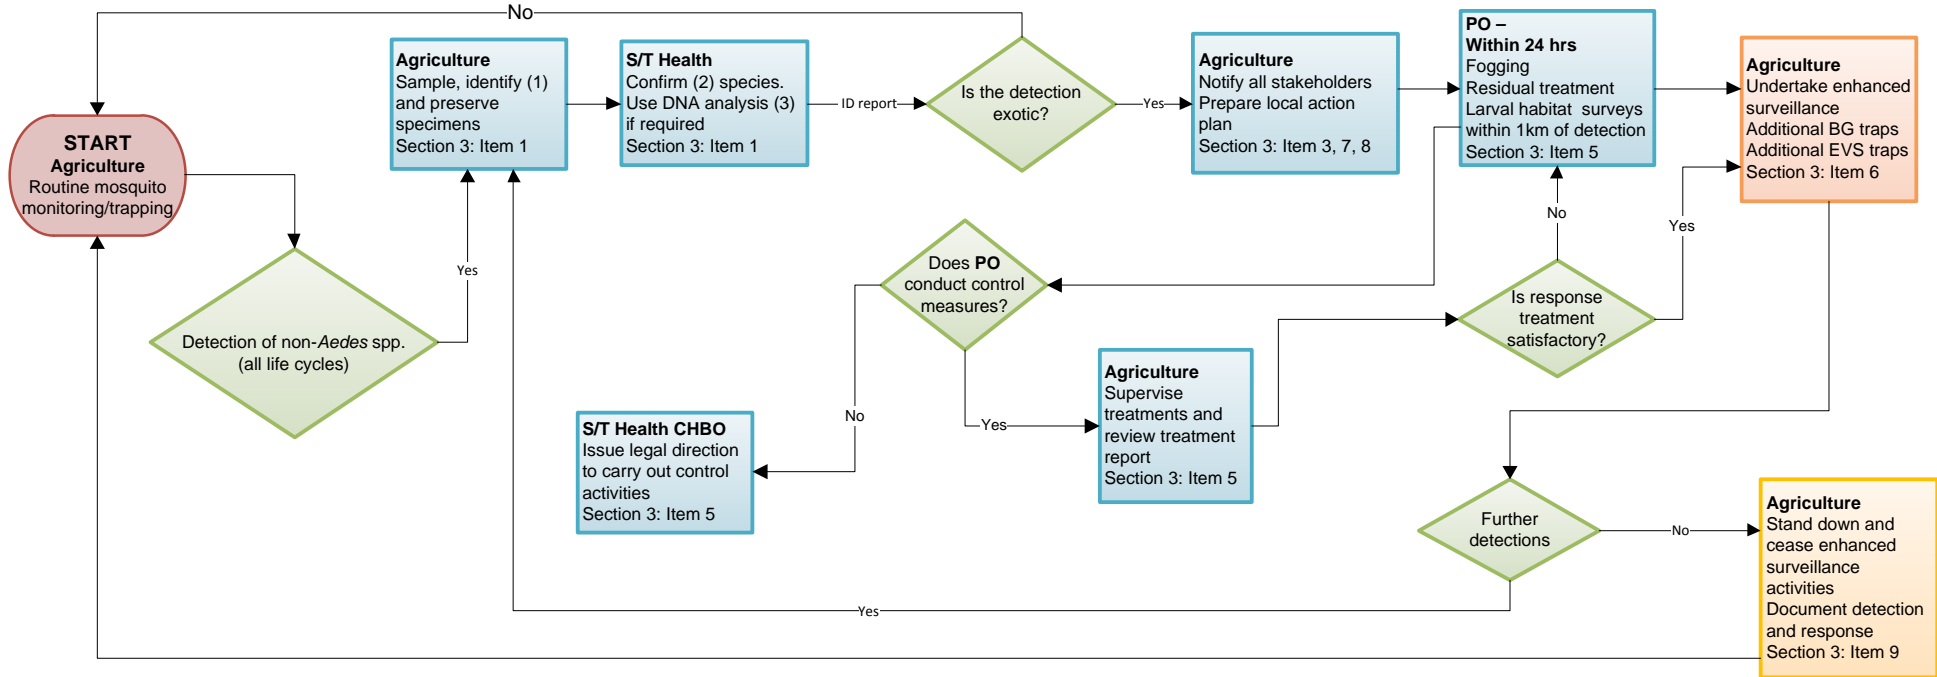 No
START
Agriculture
Routine mosquito
monitoring/trapping
Detection of non-Aedes spp.
(all life cycles)
Yes
Agriculture
Sample, identify (1)
and preserve
specimens
Section 3: Item 1
S/T Health
Confirm (2) species.
Use DNA analysis (3)
if required
Section 3: Item 1
ID report
Is the detection
exotic?
Yes
Agriculture
Notify all stakeholders
Prepare local action
plan
Section 3: Item 3, 7, 8
PO –
Within 24 hrs
Fogging
Residual treatment
Larval habitat surveys
within 1km of detection
Section 3: Item 5
Agriculture
Undertake enhanced
surveillance
Additional BG traps
Additional EVS traps
Section 3: Item 6
Does PO
conduct control
measures?
No
S/T Health CHBO
Issue legal direction
to carry out control
activities
Section 3: Item 5
Yes
Agriculture
Supervise
treatments and
review treatment
report
Section 3: Item 5
Is response
treatment
satisfactory?
No
Yes
Further
detections
Yes
No
Agriculture
Stand down and
cease enhanced
surveillance
activities
Document detection
and response
Section 3: Item 9